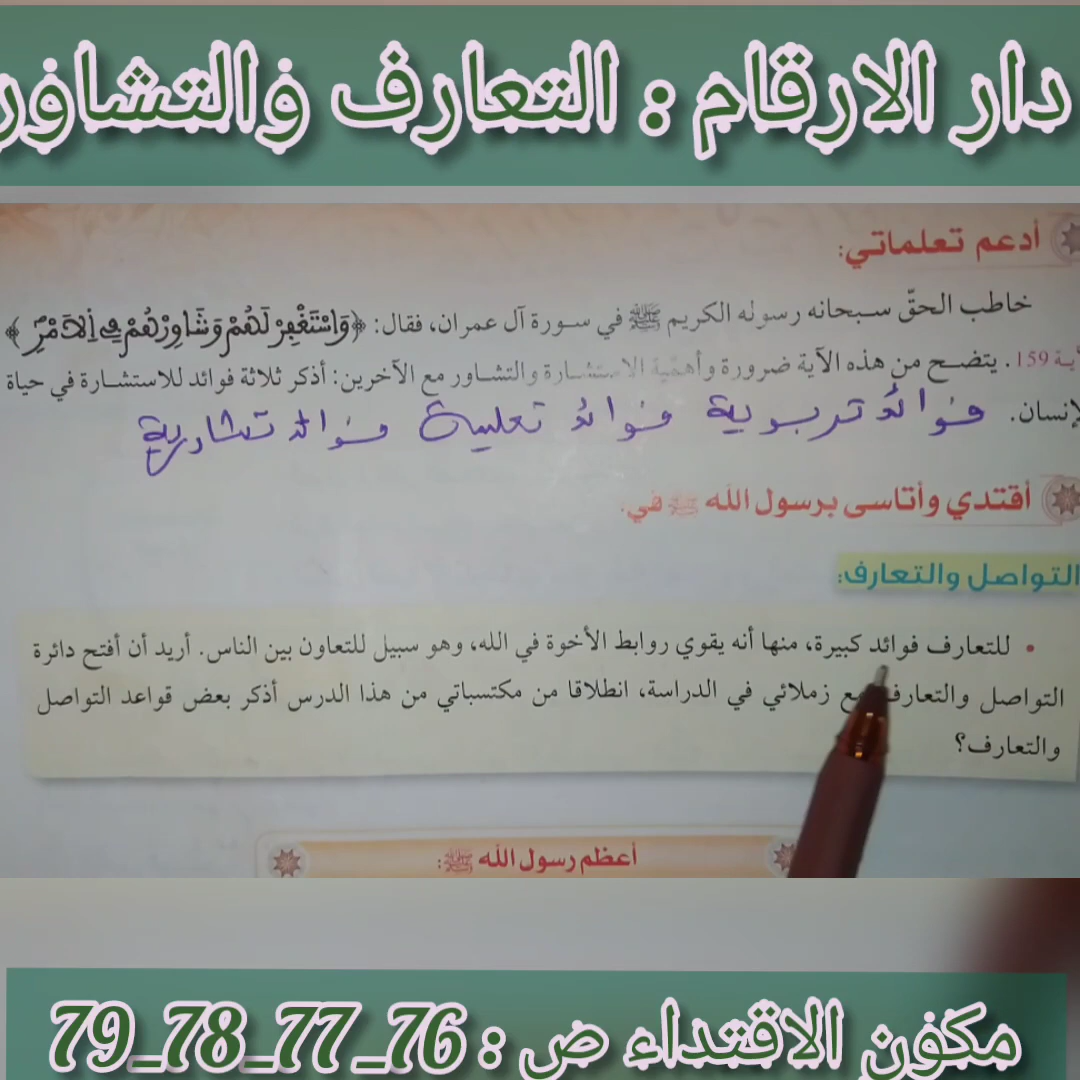 دار الارقام : التعارف والتشاور
أدعم تعلماتي:
خاطب الحقّ سبحانه رسوله الكريم ﷺ في سورة آل عمران، فقال: ﴿وَاسْتَغْفِرْ لَهُمْ وَشَاوِرْهُمْ فِي اِلَامْرِ﴾
ية 159. يتضح من هذه الآية ضرورة وأهمية الاستشارة والتشاور مع الآخرين: أذكر ثلاثة فوائد للاستشارة في حياة
لإنسان. فوائد تربوية فوائد تعليمية فوائد تشاورية
أقتدي وأتاسى برسول الله ﷺ في:
التواصل والتعارف:
• للتعارف فوائد كبيرة، منها أنه يقوي روابط الأخوة في الله، وهو سبيل للتعاون بين الناس. أريد أن أفتح دائرة
التواصل والتعارف مع زملائي في الدراسة، انطلاقا من مكتسباتي من هذا الدرس أذكر بعض قواعد التواصل
والتعارف؟
أعظم رسول الله ﷺ:
مكون الاقتداء ص : 76_77_78_79